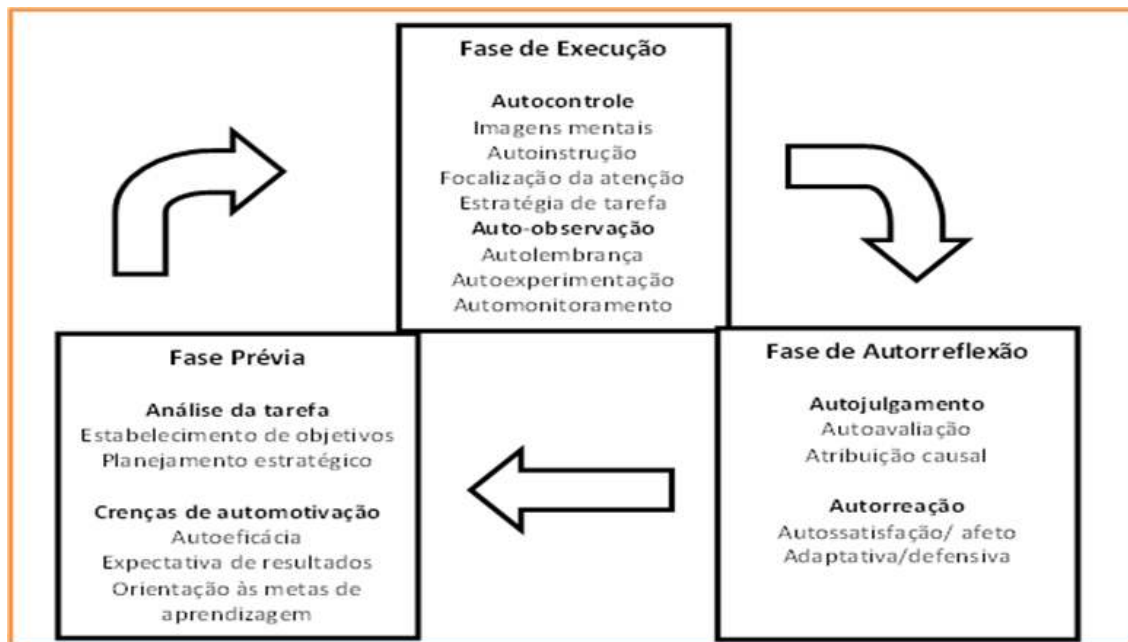 Fase de Execução
Autocontrole
Imagens mentais
Autoinstrução
Focalização da atenção
Estratégia de tarefa
Auto-observação
Autolembrança
Autoexperimentação
Automonitoramento
Fase Prévia
Análise da tarefa
Estabelecimento de objetivos
Planejamento estratégico
Crenças de automotivação
Autoeficácia
Expectativa de resultados
Orientação às metas de
aprendizagem
Fase de Autorreflexão
Autojulgamento
Autoavaliação
Atribuição causal
Autorreação
Autossatisfação/ afeto
Adaptativa/defensiva